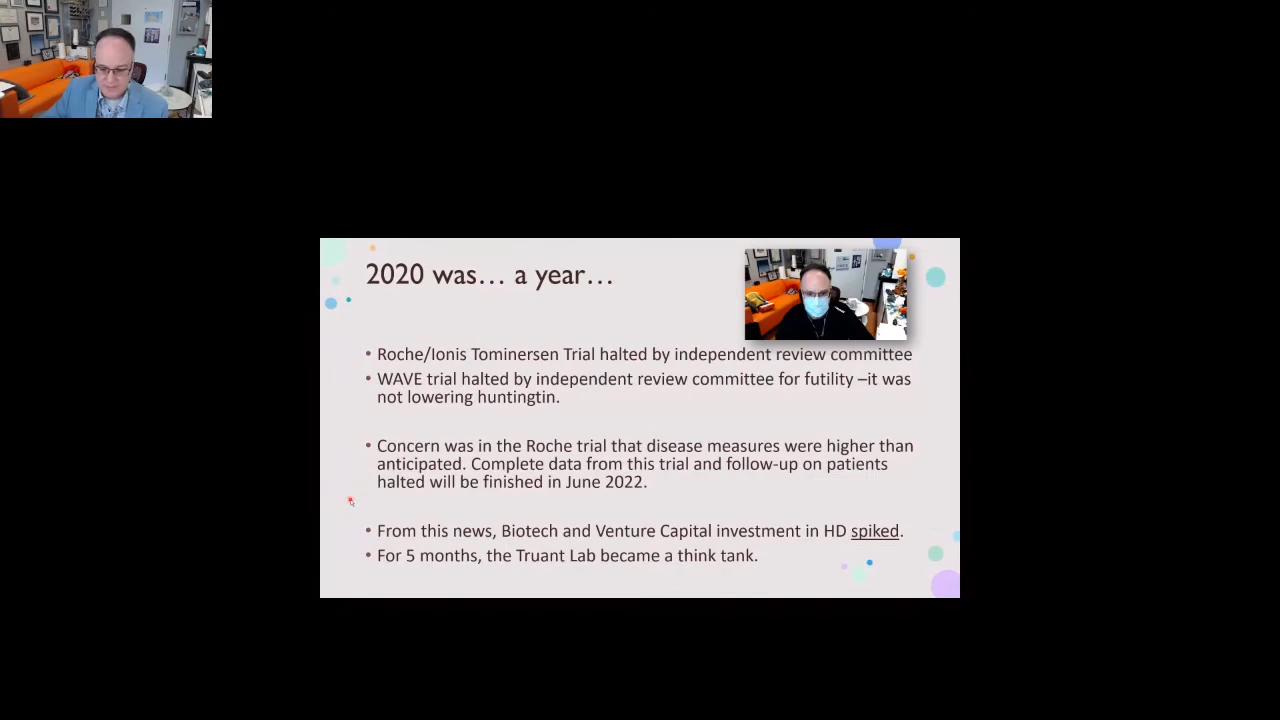 2020 was… a year…
• Roche/Ionis Tominersen Trial halted by independent review committee
• WAVE trial halted by independent review committee for futility –it was
not lowering huntingtin.
• Concern was in the Roche trial that disease measures were higher than
anticipated. Complete data from this trial and follow-up on patients
halted will be finished in June 2022.
• From this news, Biotech and Venture Capital investment in HD spiked.
• For 5 months, the Truant Lab became a think tank.